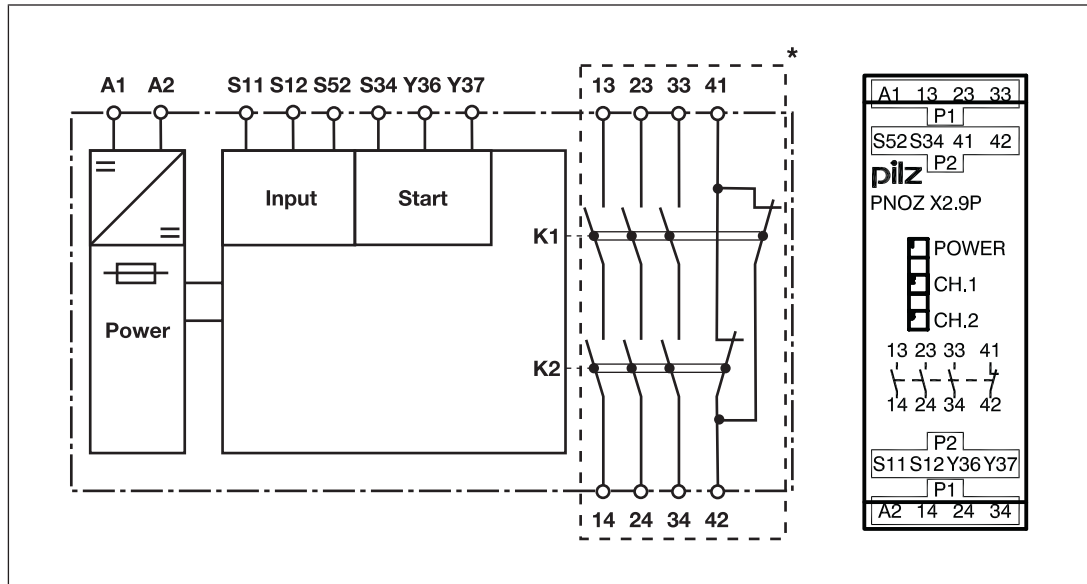 *
A1 A2 S11 S12 S52 S34 Y36 Y37 13 23 33 41
Input Start
K1
Power
K2
14 24 34 42
A1 13 23 33
P1
S52 S34 41 42
P2
pilz
PNOZ X2.9P
POWER
CH.1
CH.2
13 23 33 41
14 24 34 42
P2
S11 S12 Y36 Y37
P1
A2 14 24 34